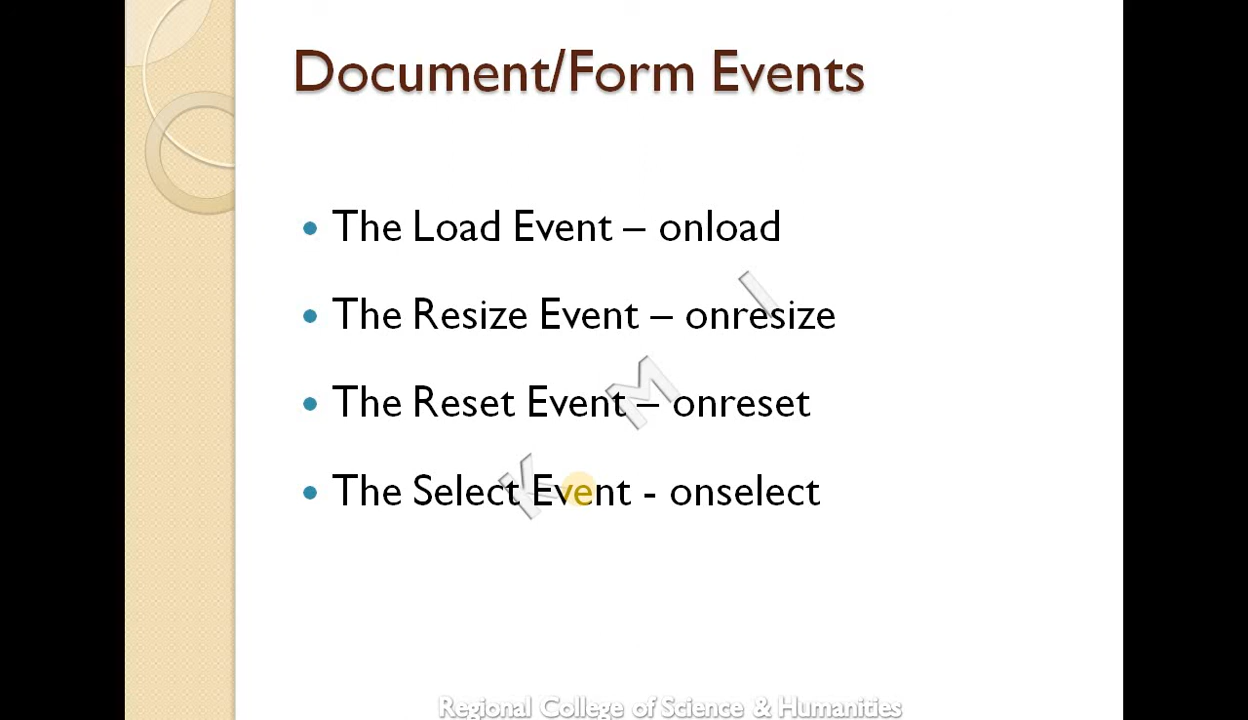 Document/Form Events
• The Load Event – onload
• The Resize Event – onresize
• The Reset Event – onreset
• The Select Event - onselect
K M I
Regional College of Science & Humanities